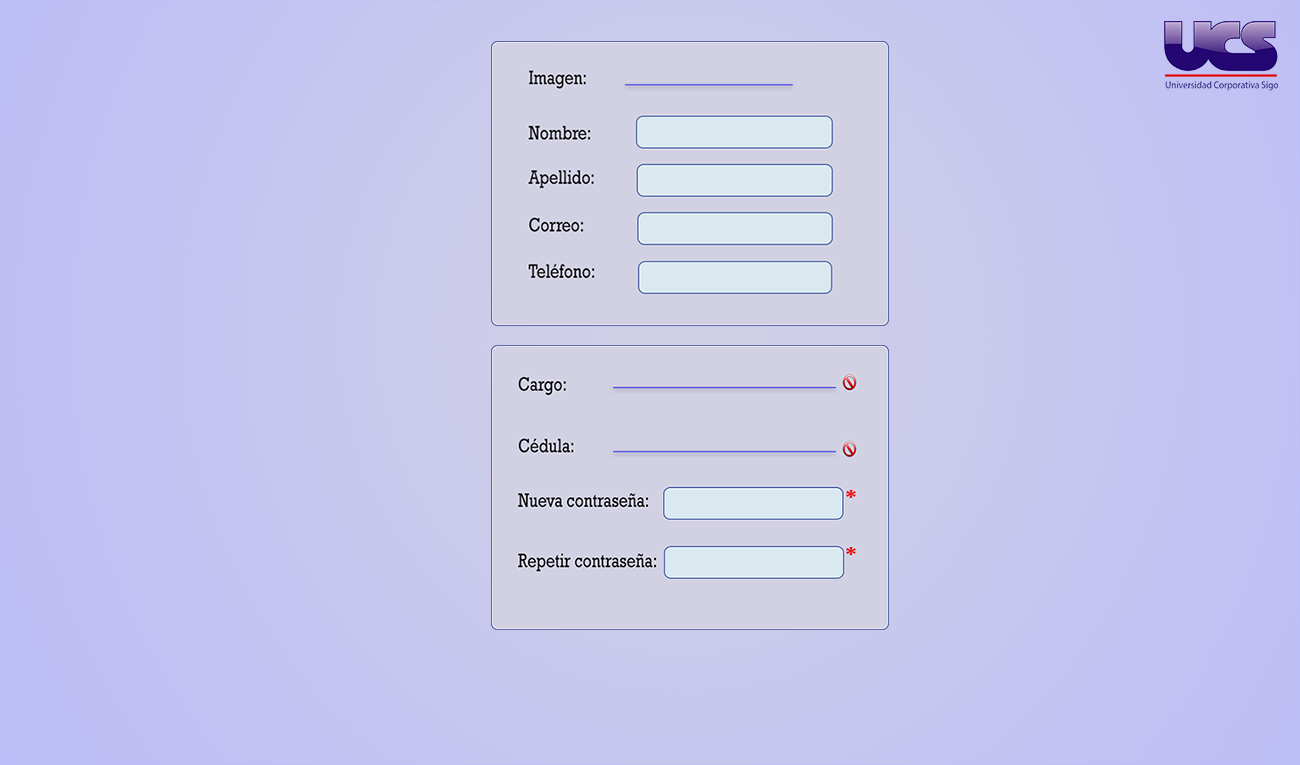 UCS
Universidad Corporativa Sigo
Imagen:
Nombre:
Apellido:
Correo:
Teléfono:
Cargo:
Cédula:
Nueva contraseña: *
Repetir contraseña: *